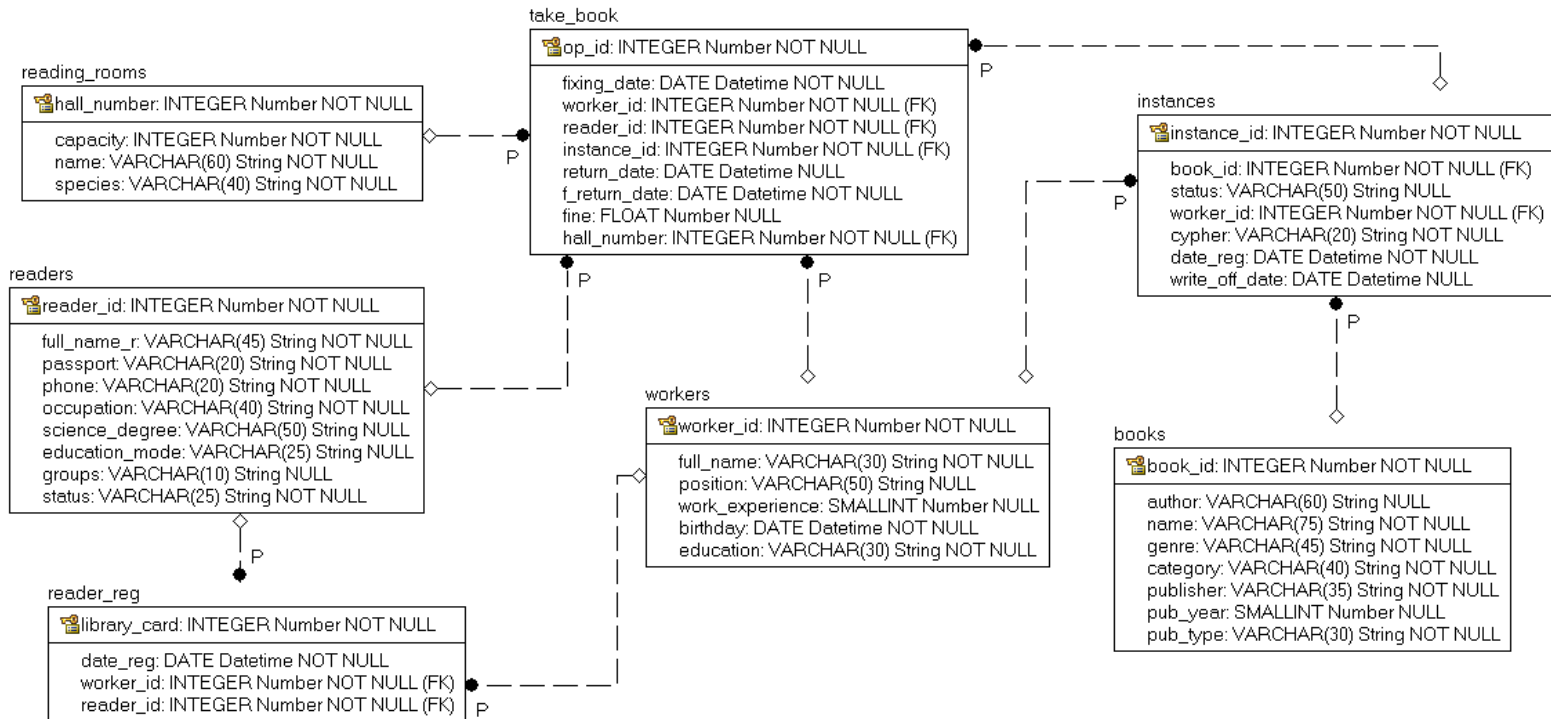 take_book
op_id: INTEGER Number NOT NULL
fixing_date: DATE Datetime NOT NULL
worker_id: INTEGER Number NOT NULL (FK)
reader_id: INTEGER Number NOT NULL (FK)
instance_id: INTEGER Number NOT NULL (FK)
return_date: DATE Datetime NULL
f_return_date: DATE Datetime NOT NULL
fine: FLOAT Number NULL
hall_number: INTEGER Number NOT NULL (FK)
P
P
P
P
reading_rooms
hall_number: INTEGER Number NOT NULL
capacity: INTEGER Number NOT NULL
name: VARCHAR(60) String NOT NULL
species: VARCHAR(40) String NOT NULL
instances
instance_id: INTEGER Number NOT NULL
book_id: INTEGER Number NOT NULL (FK)
status: VARCHAR(50) String NULL
worker_id: INTEGER Number NOT NULL (FK)
cypher: VARCHAR(20) String NOT NULL
date_reg: DATE Datetime NOT NULL
write_off_date: DATE Datetime NULL
P
P
readers
reader_id: INTEGER Number NOT NULL
full_name_r: VARCHAR(45) String NOT NULL
passport: VARCHAR(20) String NOT NULL
phone: VARCHAR(20) String NOT NULL
occupation: VARCHAR(40) String NOT NULL
science_degree: VARCHAR(50) String NULL
education_mode: VARCHAR(25) String NULL
groups: VARCHAR(10) String NULL
status: VARCHAR(25) String NOT NULL
P
workers
worker_id: INTEGER Number NOT NULL
full_name: VARCHAR(30) String NOT NULL
position: VARCHAR(50) String NULL
work_experience: SMALLINT Number NULL
birthday: DATE Datetime NOT NULL
education: VARCHAR(30) String NOT NULL
books
book_id: INTEGER Number NOT NULL
author: VARCHAR(60) String NULL
name: VARCHAR(75) String NOT NULL
genre: VARCHAR(45) String NOT NULL
category: VARCHAR(40) String NOT NULL
publisher: VARCHAR(35) String NOT NULL
pub_year: SMALLINT Number NULL
pub_type: VARCHAR(30) String NOT NULL
reader_reg
library_card: INTEGER Number NOT NULL
date_reg: DATE Datetime NOT NULL
worker_id: INTEGER Number NOT NULL (FK)
reader_id: INTEGER Number NOT NULL (FK)
P